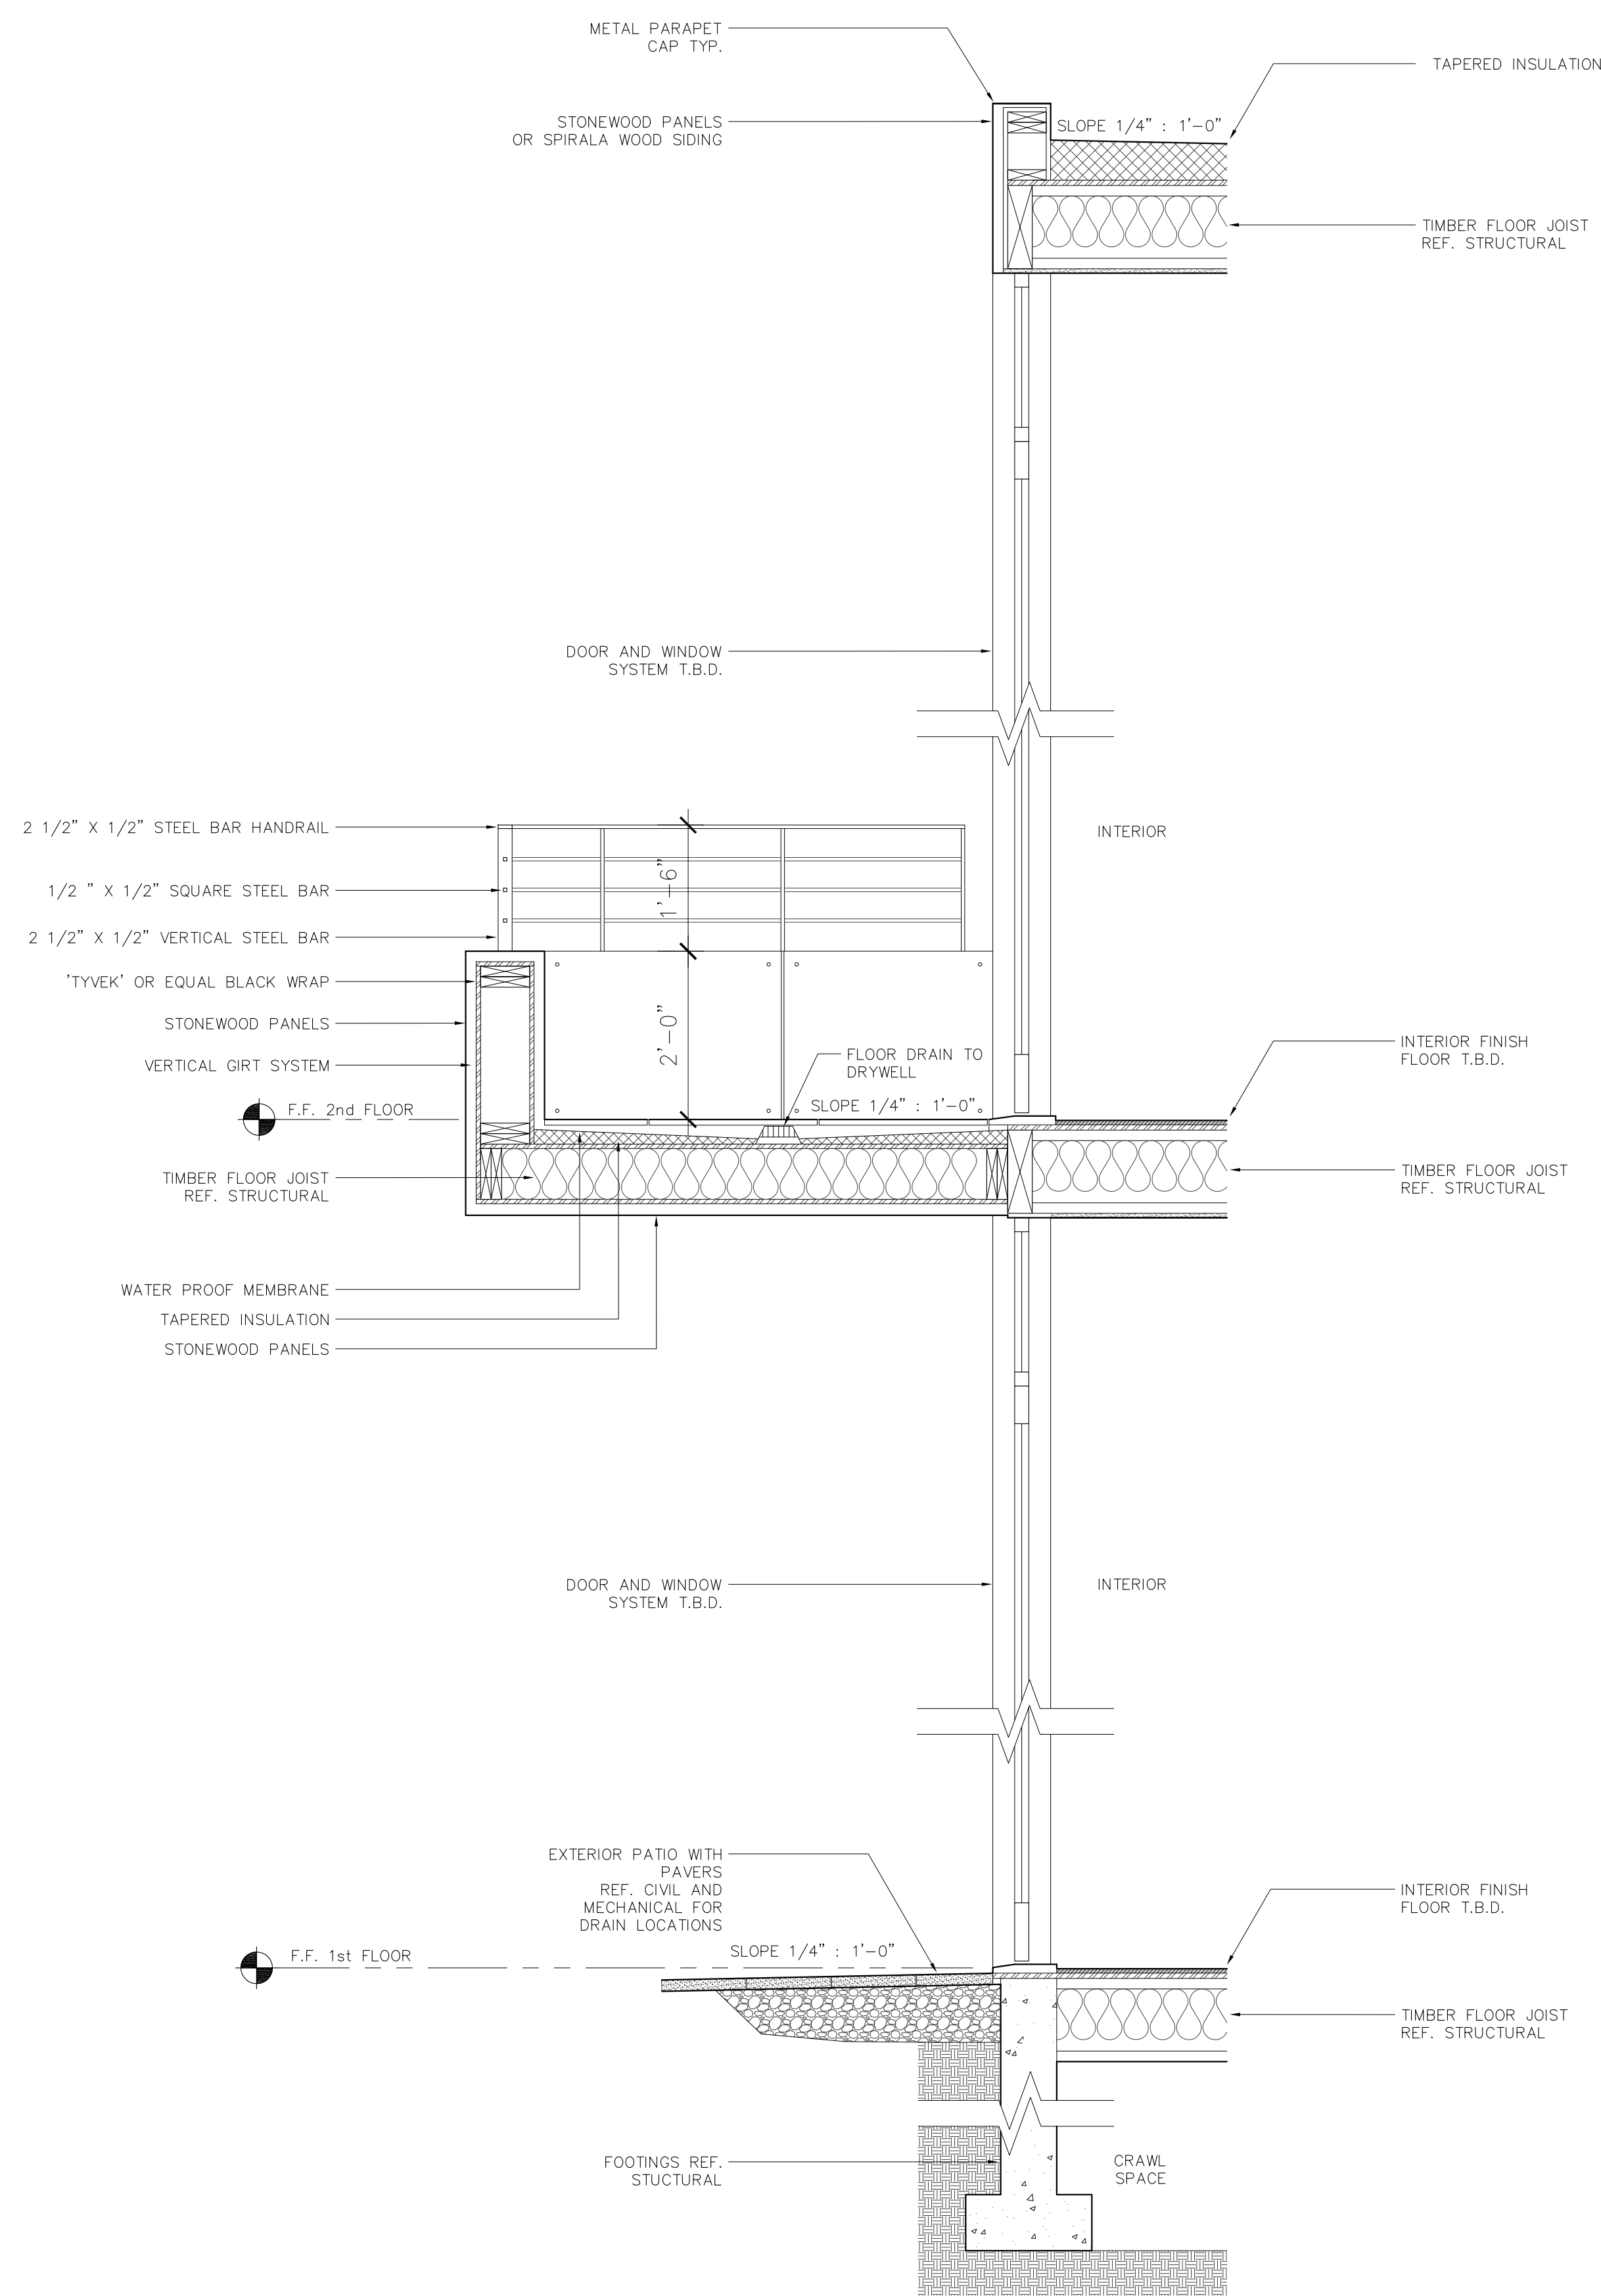 METAL PARAPET
CAP TYP.
TAPERED INSULATION
STONEWOOD PANELS
OR SPIRALA WOOD SIDING
SLOPE 1/4" : 1'-0"
TIMBER FLOOR JOIST
REF. STRUCTURAL
DOOR AND WINDOW
SYSTEM T.B.D.
2 1/2" X 1/2" STEEL BAR HANDRAIL
INTERIOR
1/2 " X 1/2" SQUARE STEEL BAR
1'-6"
2 1/2" X 1/2" VERTICAL STEEL BAR
'TYVEK' OR EQUAL BLACK WRAP
STONEWOOD PANELS
2'-0"
VERTICAL GIRT SYSTEM
FLOOR DRAIN TO
DRYWELL
INTERIOR FINISH
FLOOR T.B.D.
F.F. 2nd FLOOR
SLOPE 1/4" : 1'-0"
TIMBER FLOOR JOIST
REF. STRUCTURAL
TIMBER FLOOR JOIST
REF. STRUCTURAL
WATER PROOF MEMBRANE
TAPERED INSULATION
STONEWOOD PANELS
DOOR AND WINDOW
SYSTEM T.B.D.
INTERIOR
EXTERIOR PATIO WITH
PAVERS
REF. CIVIL AND
MECHANICAL FOR
DRAIN LOCATIONS
INTERIOR FINISH
FLOOR T.B.D.
F.F. 1st FLOOR
SLOPE 1/4" : 1'-0"
TIMBER FLOOR JOIST
REF. STRUCTURAL
FOOTINGS REF.
STUCTURAL
CRAWL
SPACE